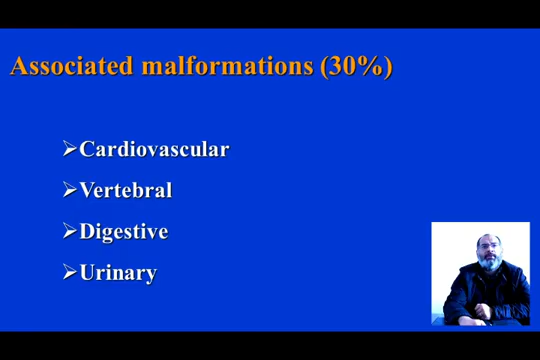 Associated malformations (30%)
Cardiovascular
Vertebral
Digestive
Urinary